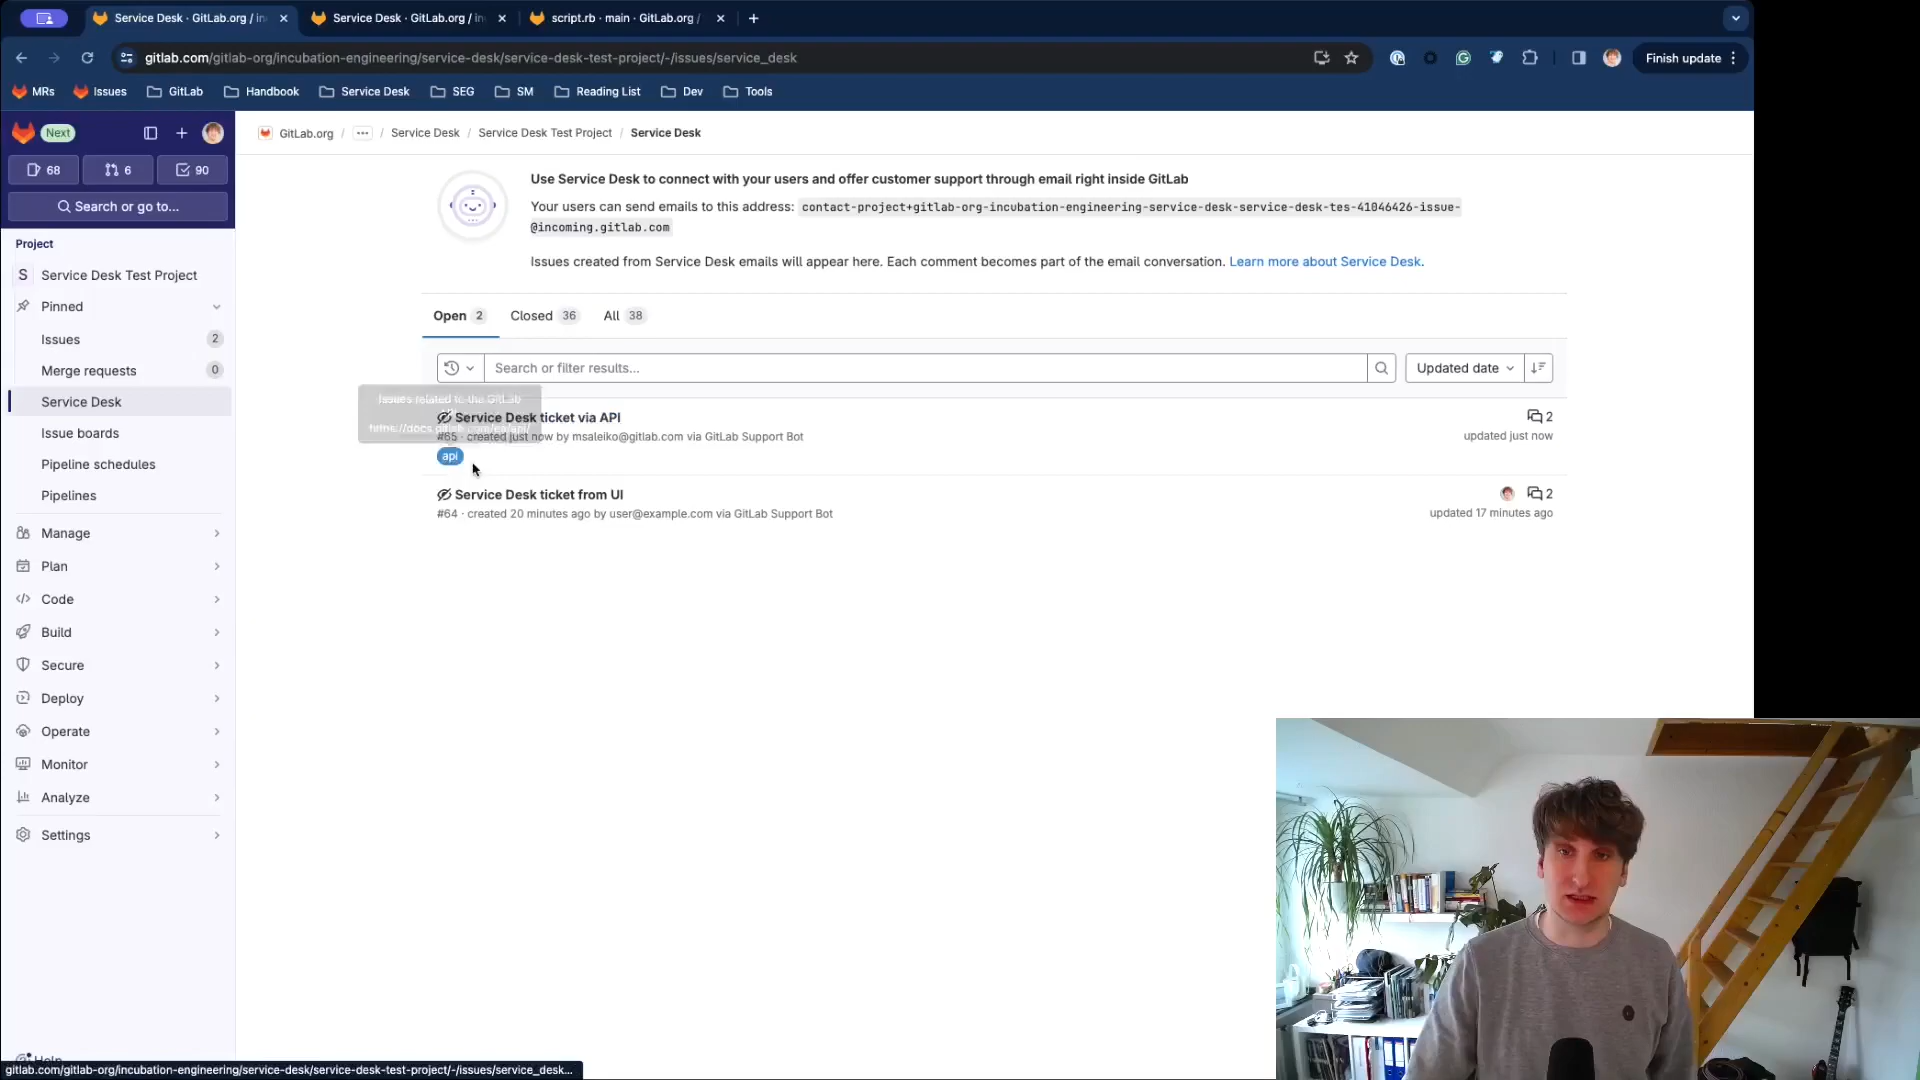 Service Desk · GitLab.org / in
Service Desk · GitLab.org / in
script.rb · main · GitLab.org /
gitlab.com/gitlab-org/incubation-engineering/service-desk/service-desk-test-project/-/issues/service_desk
Finish update
MRs
Issues
GitLab
Handbook
Service Desk
SEG
SM
Reading List
Dev
Tools
Next
68
6
90
Search or go to...
Project
S
Service Desk Test Project
Pinned
Issues
2
Merge requests
0
Service Desk
Issue boards
Pipeline schedules
Pipelines
Manage
Plan
Code
Build
Secure
Deploy
Operate
Monitor
Analyze
Settings
Help
GitLab.org / ... / Service Desk / Service Desk Test Project / Service Desk
Use Service Desk to connect with your users and offer customer support through email right inside GitLab
Your users can send emails to this address: contact-project+gitlab-org-incubation-engineering-service-desk-service-desk-tes-41046426-issue-
@incoming.gitlab.com
Issues created from Service Desk emails will appear here. Each comment becomes part of the email conversation. Learn more about Service Desk.
Open 2
Closed 36
All 38
Search or filter results...
Updated date
Issues related to the GitLab
Service Desk ticket via API
2
#65 · created just now by msaleiko@gitlab.com via GitLab Support Bot
updated just now
api
Service Desk ticket from UI
2
#64 · created 20 minutes ago by user@example.com via GitLab Support Bot
updated 17 minutes ago
gitlab.com/gitlab-org/incubation-engineering/service-desk/service-desk-test-project/-/issues/service_desk...